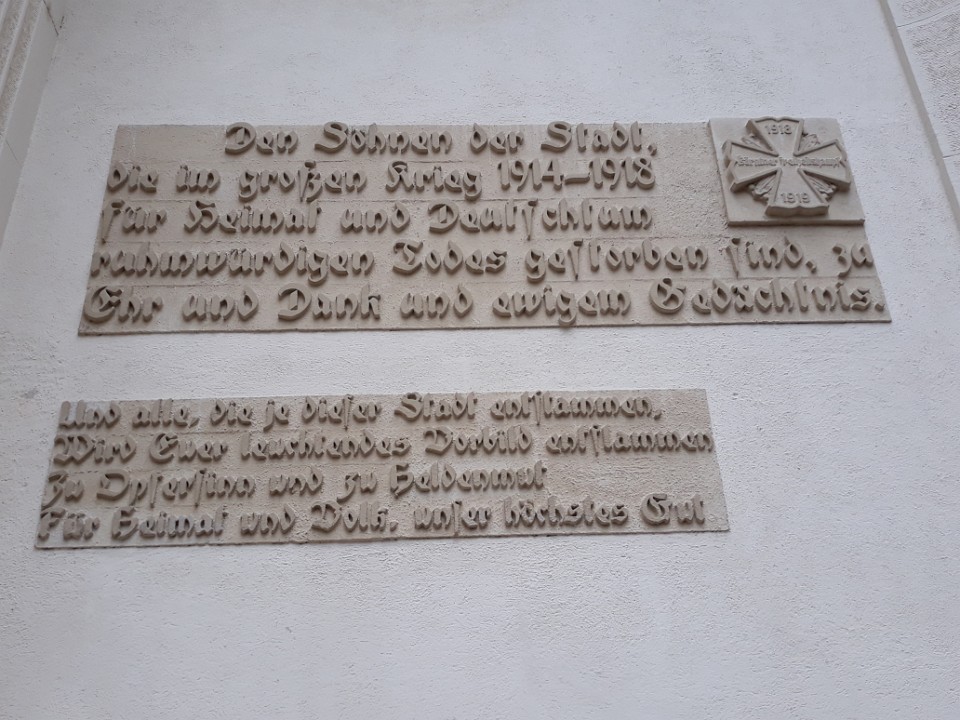 Den Söhnen der Stadt,
die im großen Krieg 1914–1918
für Heimat und Deutschtum
ruhmwürdigen Todes gestorben sind, zu
Ehr und Dank und ewigem Gedächtnis.
1918
1919
Und alle, die je dieser Stadt entstammen,
Wird Euer leuchtendes Vorbild entflammen
Zu Opfersinn und zu Heldenmut
Für Heimat und Volk, unser höchstes Gut